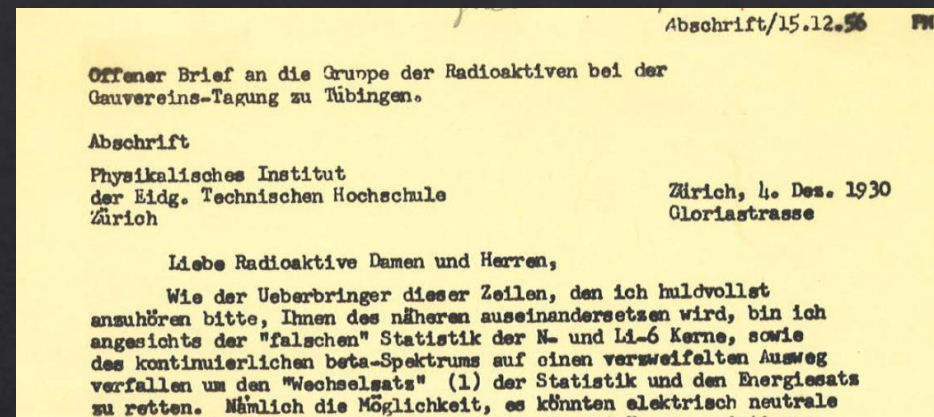 Abschrift/15.12.56
Offener Brief an die Gruppe der Radioaktiven bei der
Gauvereins-Tagung zu Tübingen.
Abschrift
Physikalisches Institut
der Eidg. Technischen Hochschule
Zürich
Zürich, 4. Des. 1930
Gloriastrasse
Liebe Radioaktive Damen und Herren,
Wie der Ueberbringer dieser Zeilen, den ich huldvollst
anzuhören bitte, Ihnen des näheren auseinandersetzen wird, bin ich
angesichts der "falschen" Statistik der N- und Li-6 Kerne, sowie
des kontinuierlichen beta-Spektrums auf einen versweifelten Ausweg
verfallen um den "Wechselsats" (1) der Statistik und den Energiesats
zu retten. Nämlich die Möglichkeit, es könnten elektrisch neutrale